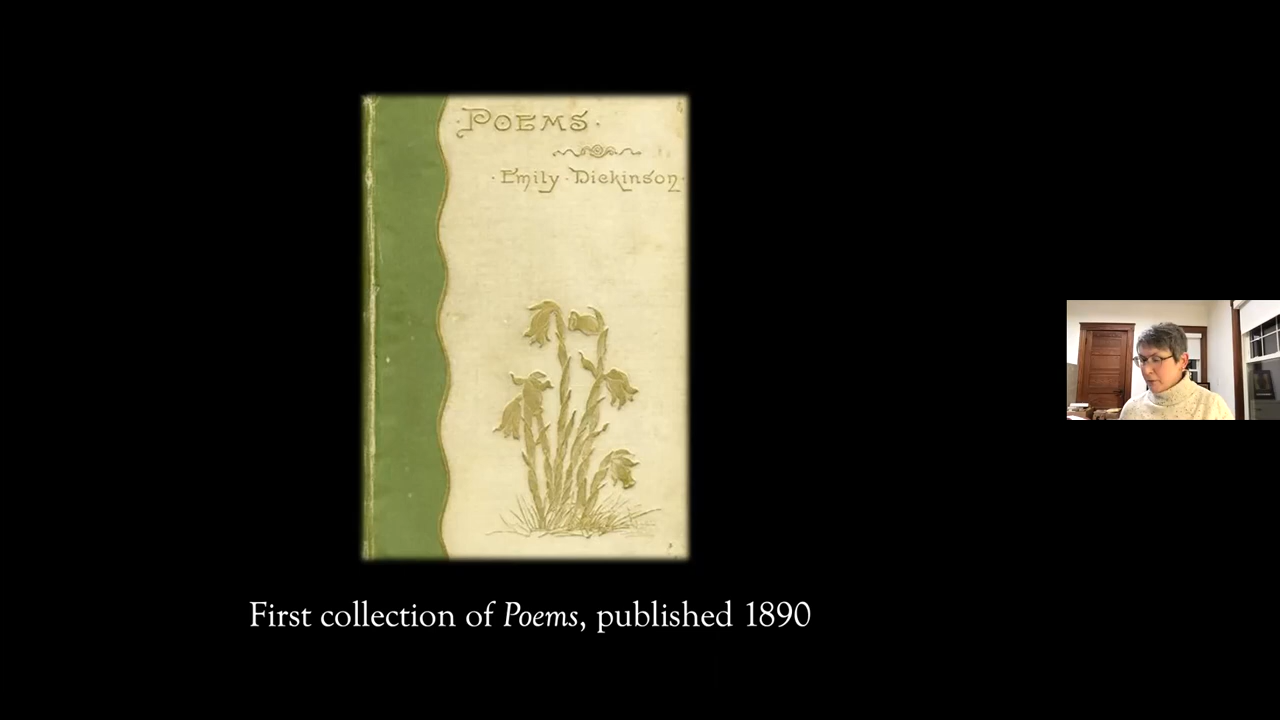 ·POEMS·
·Emily·Dickinson·
First collection of Poems, published 1890